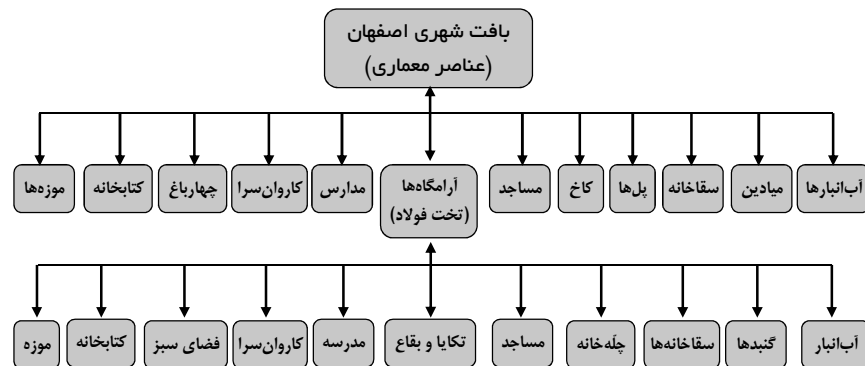 بافت شهری اصفهان
(عناصر معماری)
آب‌انبارها
میادین
سقاخانه
پل‌ها
کاخ
مساجد
آرامگاه‌ها
(تخت فولاد)
مدارس
کاروان‌سرا
چهارباغ
کتابخانه
موزه‌ها
آب‌انبار
گنبدها
سقاخانه‌ها
چلّه‌خانه
مساجد
تکایا و بقاع
مدرسه
کاروان‌سرا
فضای سبز
کتابخانه
موزه